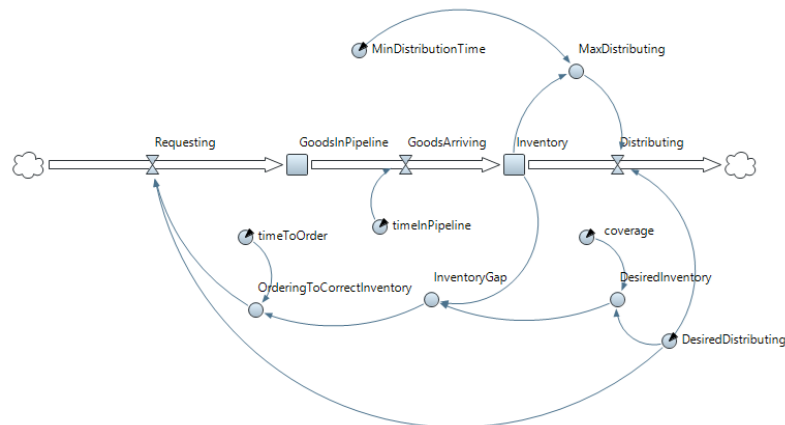 MinDistributionTime
MaxDistributing
Requesting
GoodsInPipeline
GoodsArriving
Inventory
Distributing
timeToOrder
timeInPipeline
coverage
OrderingToCorrectInventory
InventoryGap
DesiredInventory
DesiredDistributing